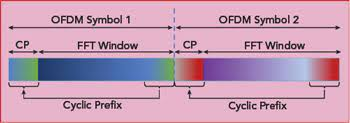 OFDM Symbol 1 OFDM Symbol 2
CP FFT Window CP FFT Window
Cyclic Prefix Cyclic Prefix